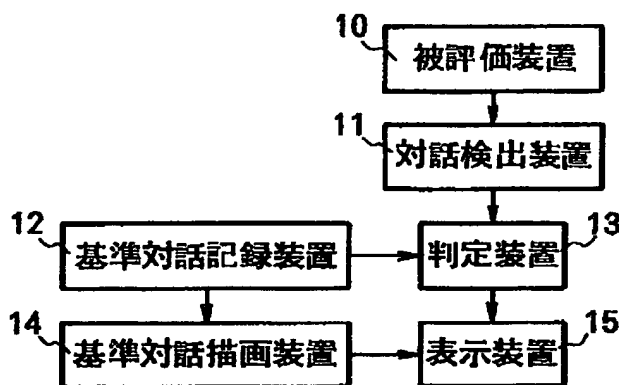 10
被評価装置
11
対話検出装置
12
基準対話記録装置
13
判定装置
14
基準対話描画装置
15
表示装置